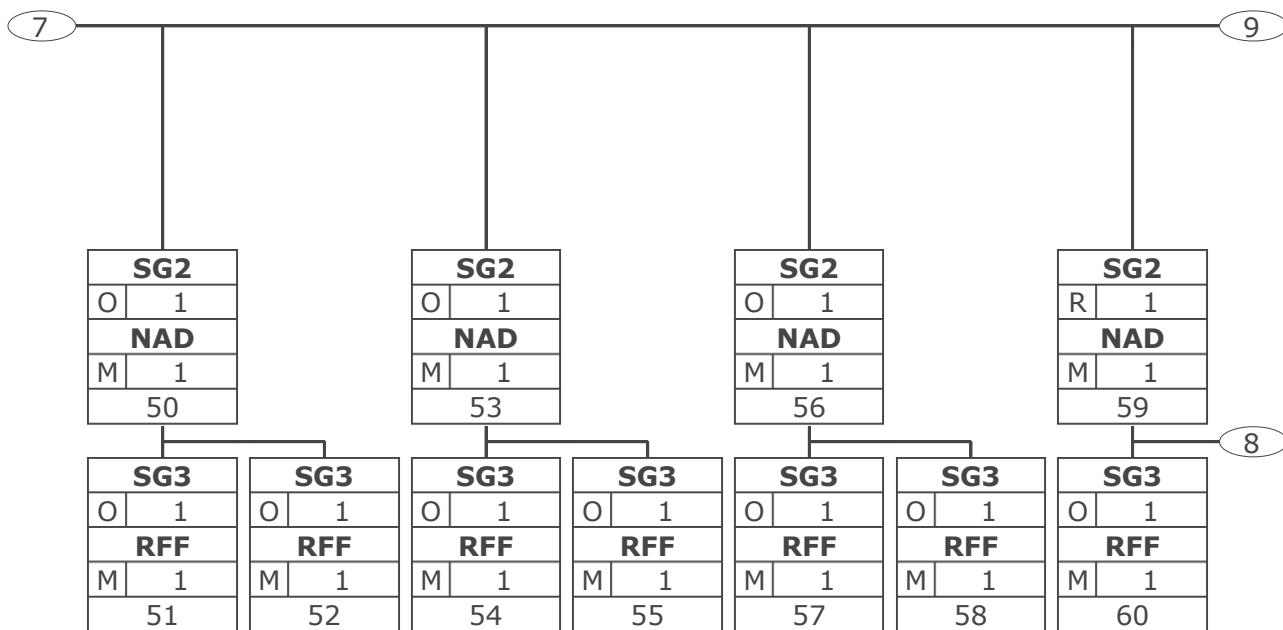 7 9
SG2 SG2 SG2 SG2
O 1 O 1 O 1 R 1
NAD NAD NAD NAD
M 1 M 1 M 1 M 1
50 53 56 59
8
SG3 SG3 SG3 SG3 SG3 SG3 SG3
O 1 O 1 O 1 O 1 O 1 O 1 O 1
RFF RFF RFF RFF RFF RFF RFF
M 1 M 1 M 1 M 1 M 1 M 1 M 1
51 52 54 55 57 58 60